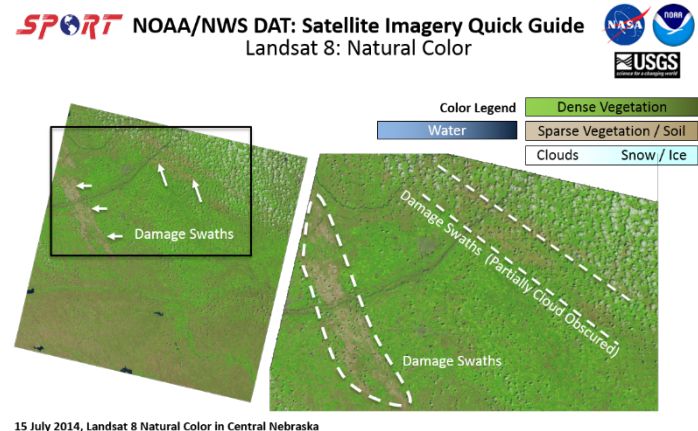 SPORT NOAA/NWS DAT: Satellite Imagery Quick Guide
Landsat 8: Natural Color
NASA
NOAA
USGS
science for a changing world
Color Legend
Dense Vegetation
Water
Sparse Vegetation / Soil
Clouds Snow / Ice
Damage Swaths
Damage Swaths (Partially Cloud Obscured)
Damage Swaths
15 July 2014, Landsat 8 Natural Color in Central Nebraska